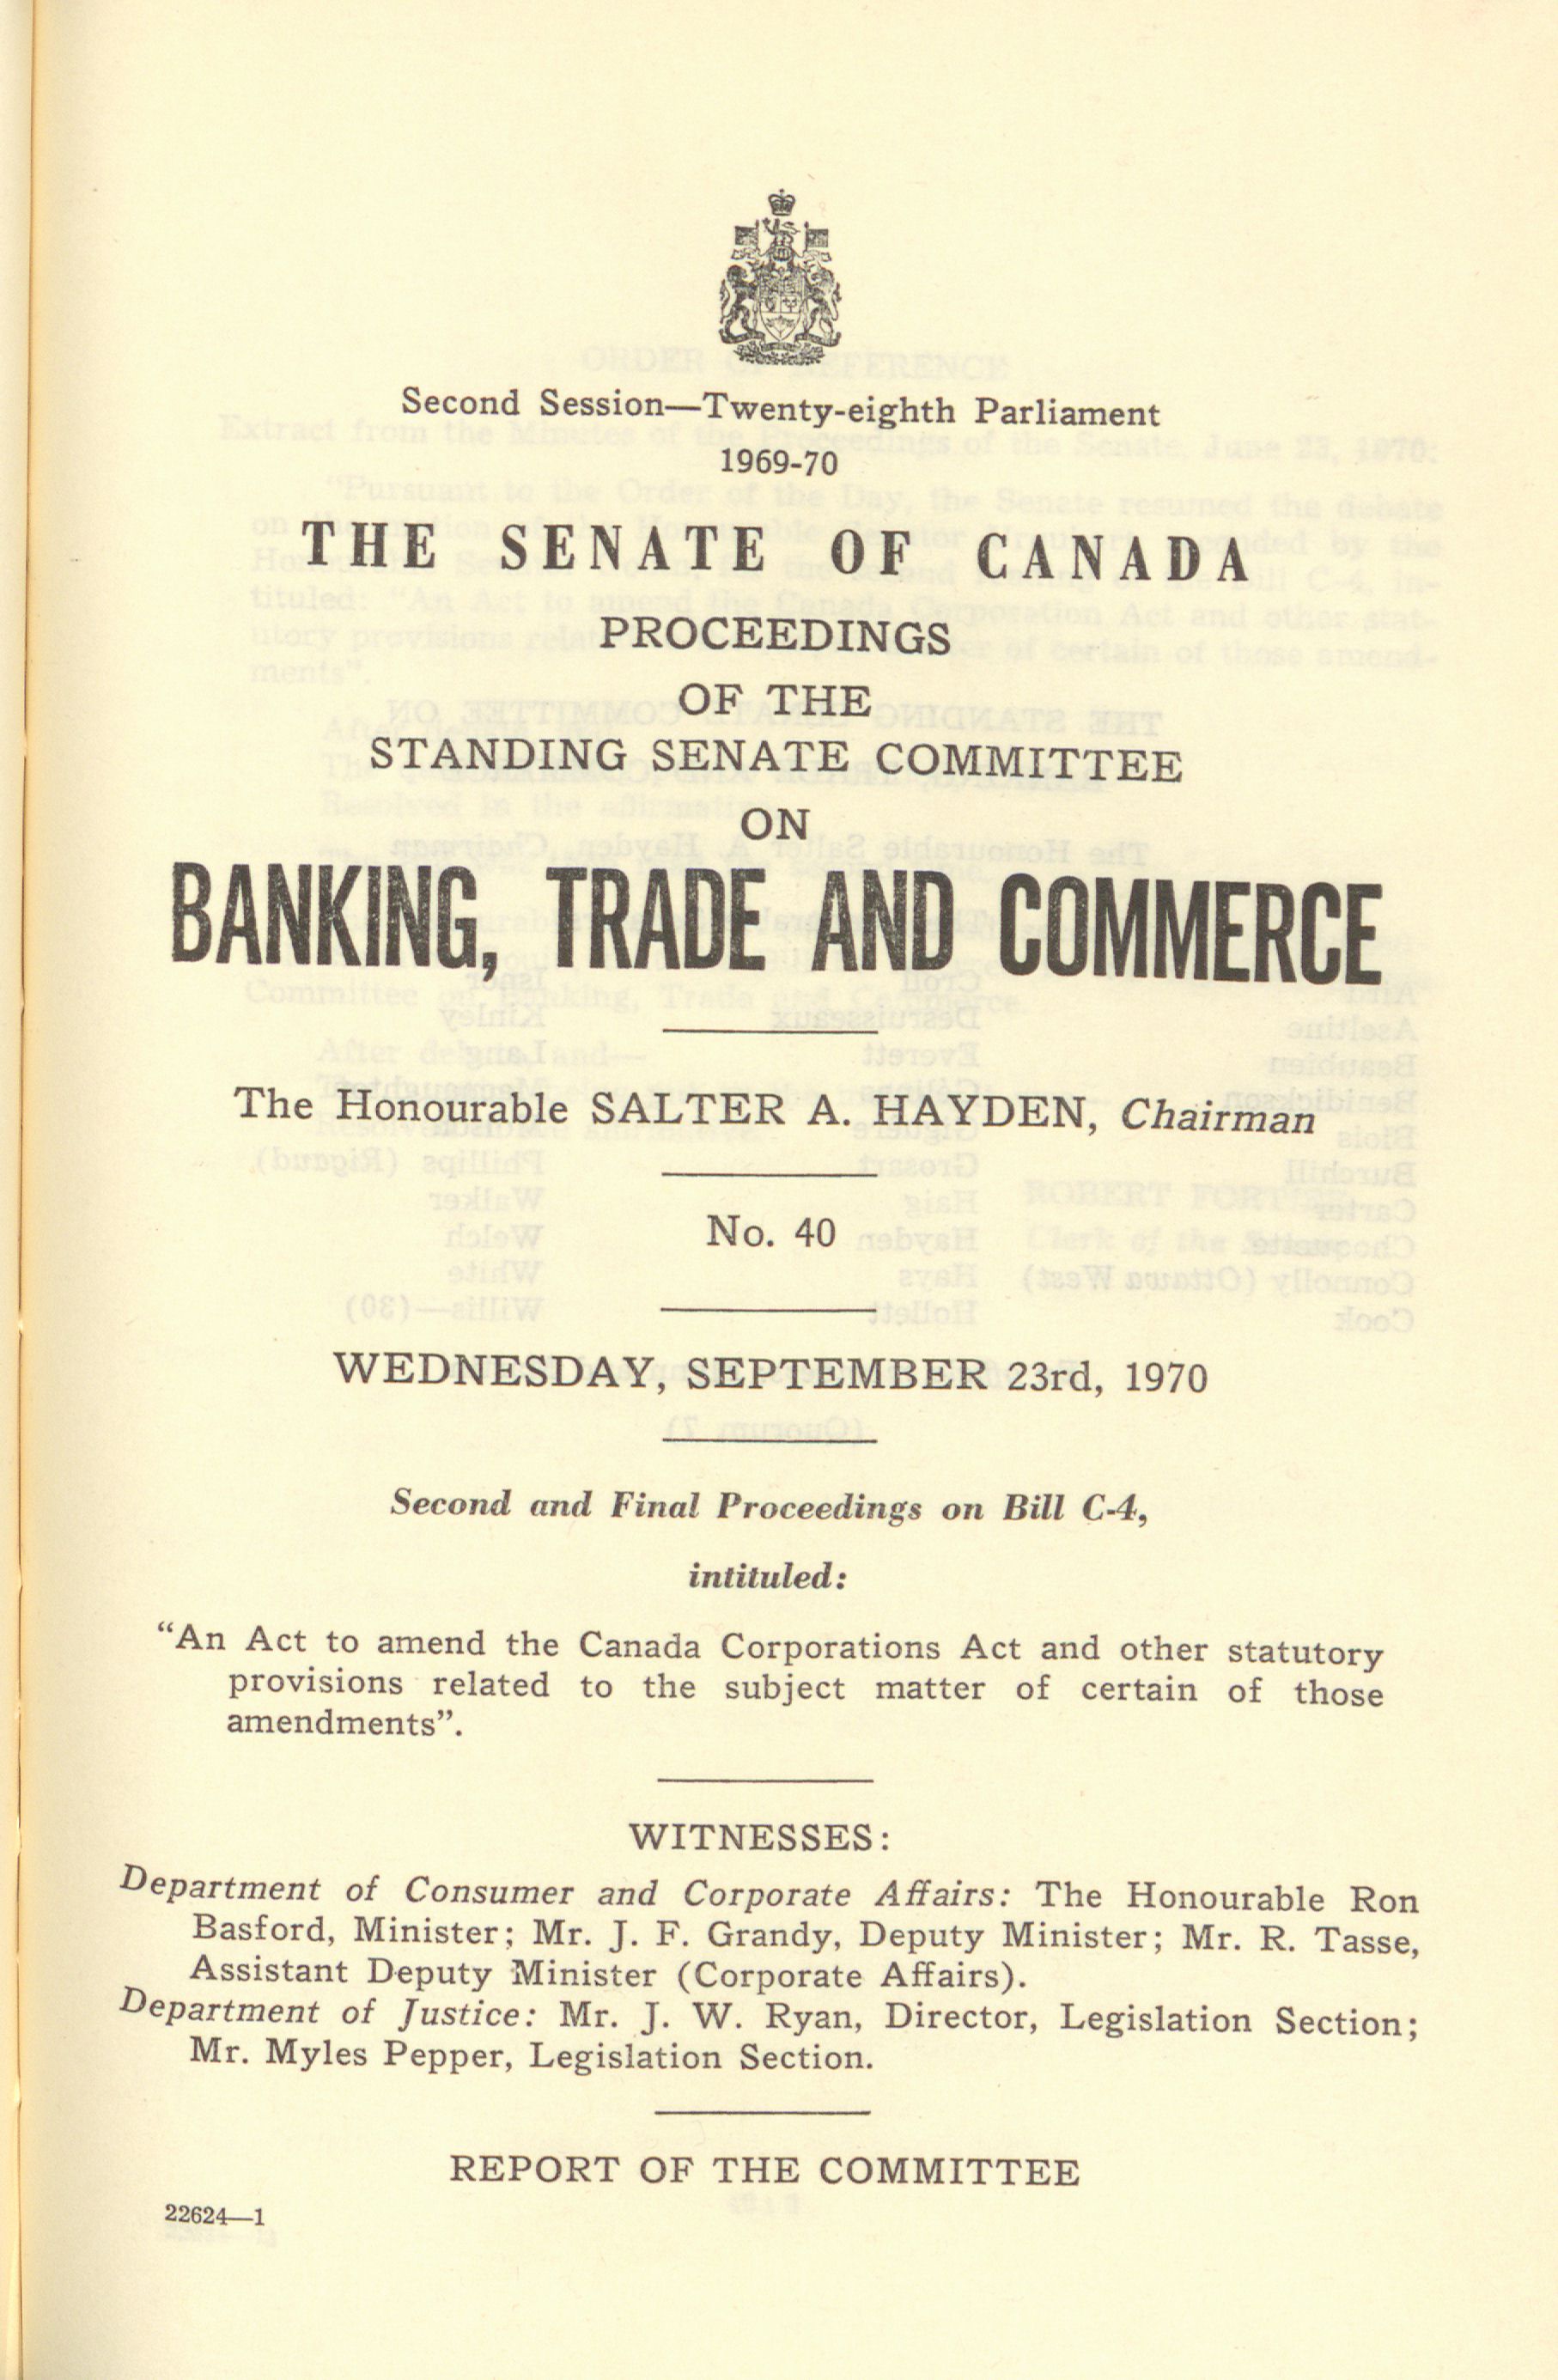 Second Session—Twenty-eighth Parliament
1969-70
THE SENATE OF CANADA
PROCEEDINGS
OF THE
STANDING SENATE COMMITTEE
ON
BANKING, TRADE AND COMMERCE
The Honourable SALTER A. HAYDEN, Chairman
No. 40
WEDNESDAY, SEPTEMBER 23rd, 1970
Second and Final Proceedings on Bill C-4,
intituled:
“An Act to amend the Canada Corporations Act and other statutory
provisions related to the subject matter of certain of those
amendments”.
WITNESSES:
Department of Consumer and Corporate Affairs: The Honourable Ron
Basford, Minister; Mr. J. F. Grandy, Deputy Minister; Mr. R. Tasse,
Assistant Deputy Minister (Corporate Affairs).
Department of Justice: Mr. J. W. Ryan, Director, Legislation Section;
Mr. Myles Pepper, Legislation Section.
REPORT OF THE COMMITTEE
22624—1